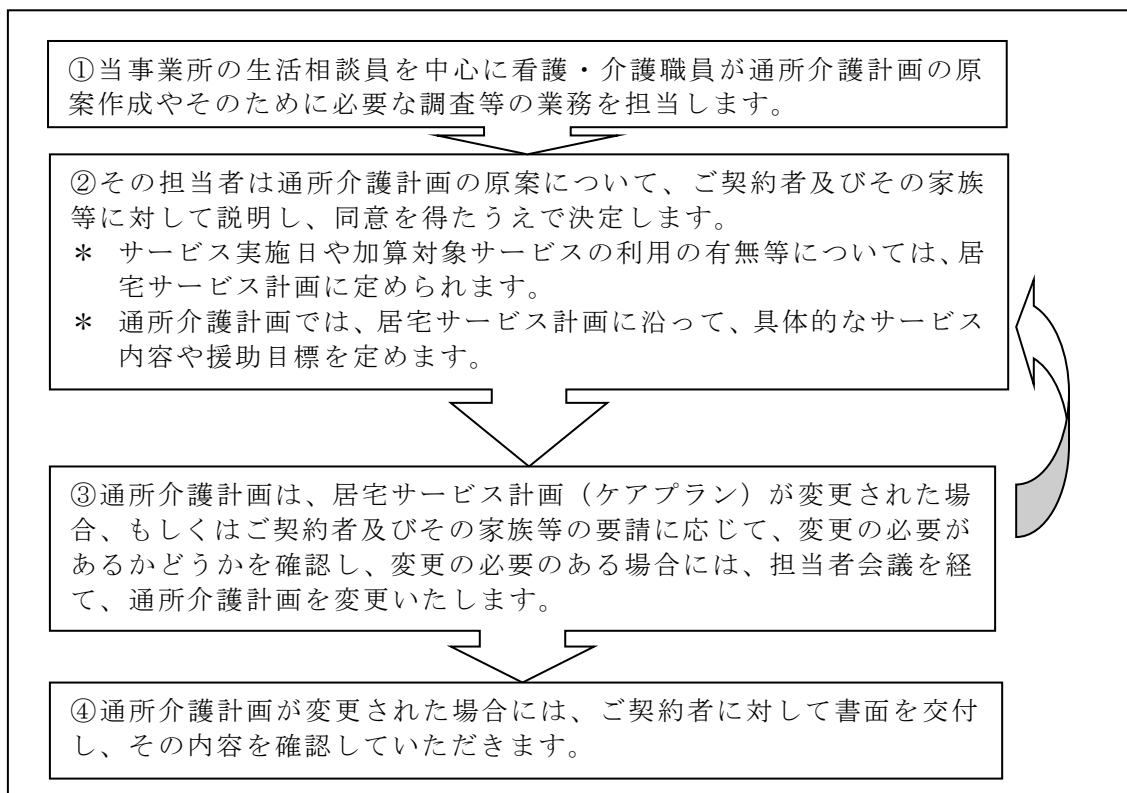 ①当事業所の生活相談員を中心に看護・介護職員が通所介護計画の原
案作成やそのために必要な調査等の業務を担当します。
②その担当者は通所介護計画の原案について、ご契約者及びその家族
等に対して説明し、同意を得たうえで決定します。
＊ サービス実施日や加算対象サービスの利用の有無等については、居
宅サービス計画に定められます。
＊ 通所介護計画では、居宅サービス計画に沿って、具体的なサービス
内容や援助目標を定めます。
③通所介護計画は、居宅サービス計画（ケアプラン）が変更された場
合、もしくはご契約者及びその家族等の要請に応じて、変更の必要が
あるかどうかを確認し、変更の必要のある場合には、担当者会議を経
て、通所介護計画を変更いたします。
④通所介護計画が変更された場合には、ご契約者に対して書面を交付
し、その内容を確認していただきます。